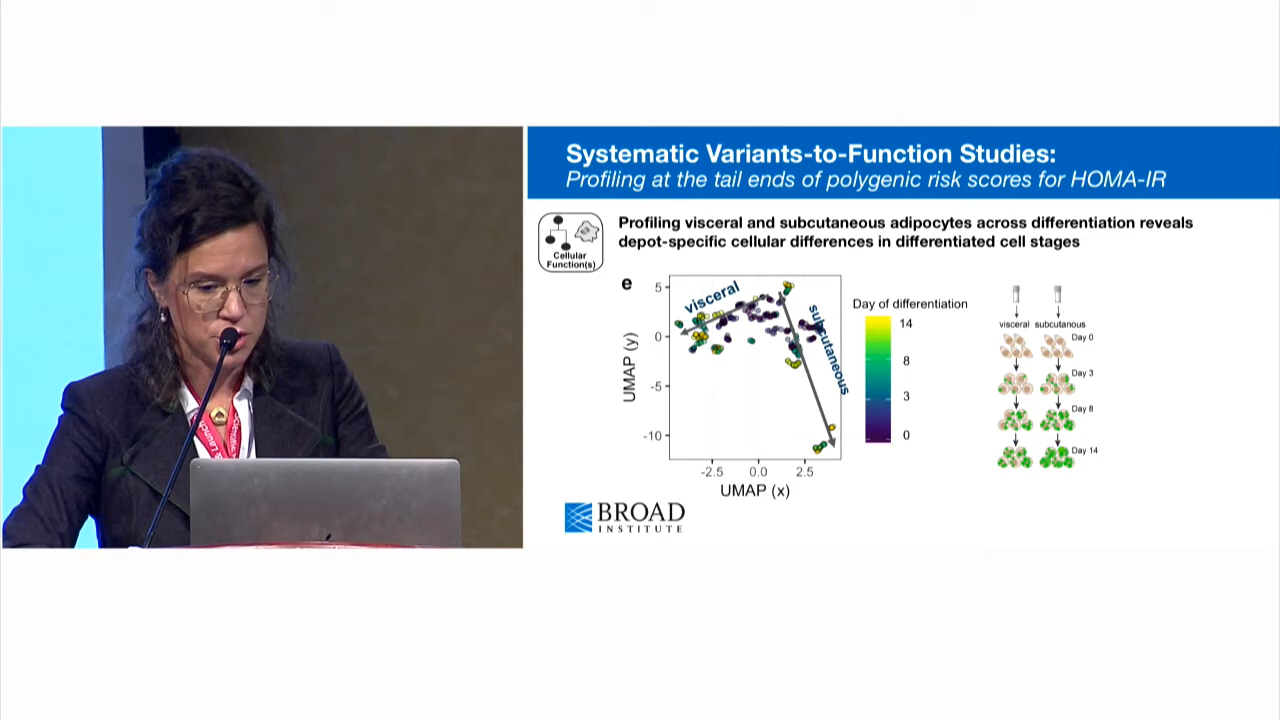 Systematic Variants-to-Function Studies:
Profiling at the tail ends of polygenic risk scores for HOMA-IR
Cellular
Function(s)
Profiling visceral and subcutaneous adipocytes across differentiation reveals
depot-specific cellular differences in differentiated cell stages
e
visceral
subcutaneous
5
0
-5
-10
UMAP (y)
-2.5 0.0 2.5
UMAP (x)
Day of differentiation
14
8
3
0
visceral subcutanous
Day 0
Day 3
Day 8
Day 14
BROAD
INSTITUTE